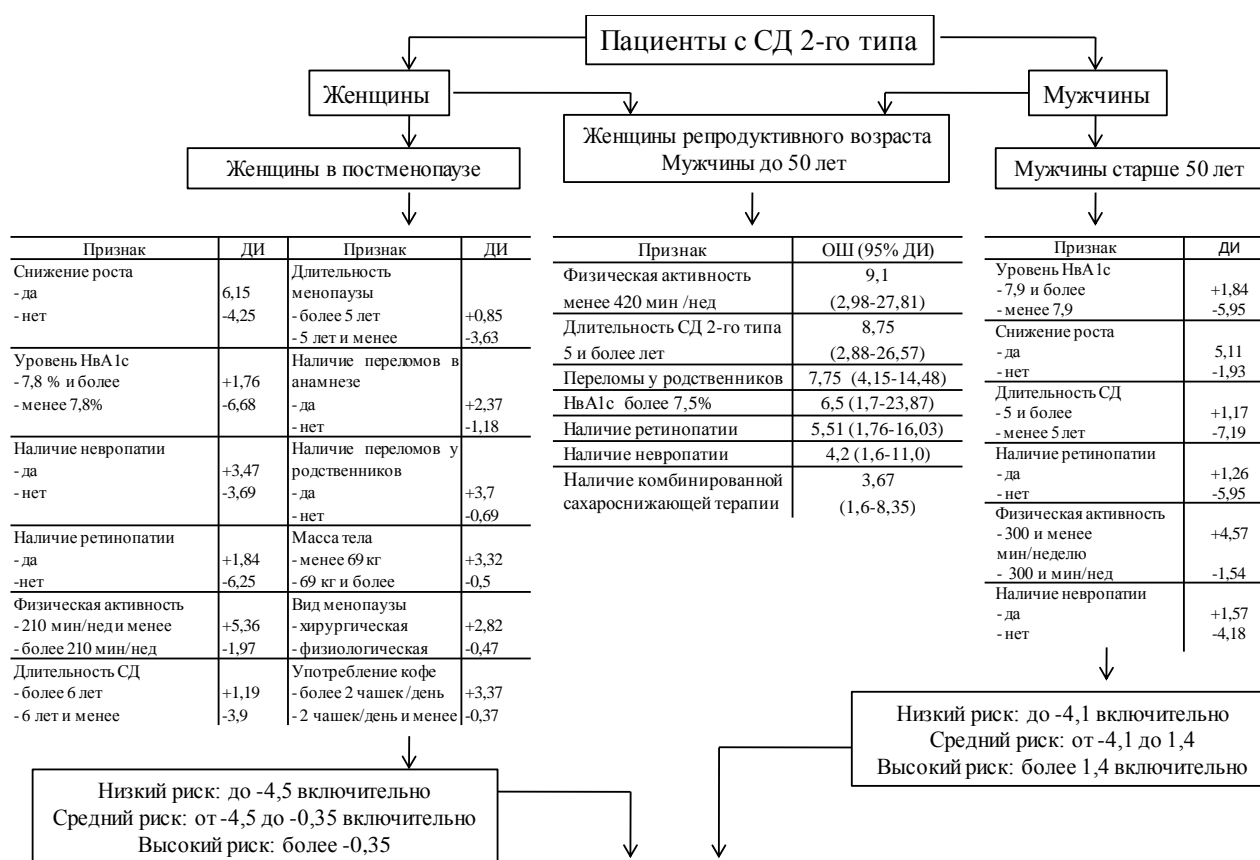 Пациенты с СД 2-го типа
Женщины
Мужчины
Женщины репродуктивного возраста
Мужчины до 50 лет
Женщины в постменопаузе
Мужчины старше 50 лет
Признак ДИ Признак ДИ
Снижение роста Длительность
- да 6,15 менопаузы
- нет -4,25 - более 5 лет +0,85
- 5 лет и менее -3,63
Уровень НвА1с Наличие переломов в
- 7,8 % и более +1,76 анамнезе
- менее 7,8% -6,68 - да +2,37
- нет -1,18
Наличие невропатии Наличие переломов у
- да +3,47 родственников
- нет -3,69 - да +3,7
- нет -0,69
Наличие ретинопатии Масса тела
- да +1,84 - менее 69 кг +3,32
-нет -6,25 - 69 кг и более -0,5
Физическая активность Вид менопаузы
- 210 мин/нед и менее +5,36 - хирургическая +2,82
- более 210 мин/нед -1,97 - физиологическая -0,47
Длительность СД Употребление кофе
- более 6 лет +1,19 - более 2 чашек /день +3,37
- 6 лет и менее -3,9 - 2 чашек/день и менее -0,37
Признак ОШ (95% ДИ)
Физическая активность 9,1
менее 420 мин /нед (2,98-27,81)
Длительность СД 2-го типа 8,75
5 и более лет (2,88-26,57)
Переломы у родственников 7,75 (4,15-14,48)
НвА1с более 7,5% 6,5 (1,7-23,87)
Наличие ретинопатии 5,51 (1,76-16,03)
Наличие невропатии 4,2 (1,6-11,0)
Наличие комбинированной 3,67
сахароснижающей терапии (1,6-8,35)
Признак ДИ
Уровень НвА1с
- 7,9 и более +1,84
- менее 7,9 -5,95
Снижение роста
- да 5,11
- нет -1,93
Длительность СД
- 5 и более +1,17
- менее 5 лет -7,19
Наличие ретинопатии
- да +1,26
- нет -5,95
Физическая активность
- 300 и менее +4,57
мин/неделю
- 300 и мин/нед -1,54
Наличие невропатии
- да +1,57
- нет -4,18
Низкий риск: до -4,1 включительно
Средний риск: от -4,1 до 1,4
Высокий риск: более 1,4 включительно
Низкий риск: до -4,5 включительно
Средний риск: от -4,5 до -0,35 включительно
Высокий риск: более -0,35